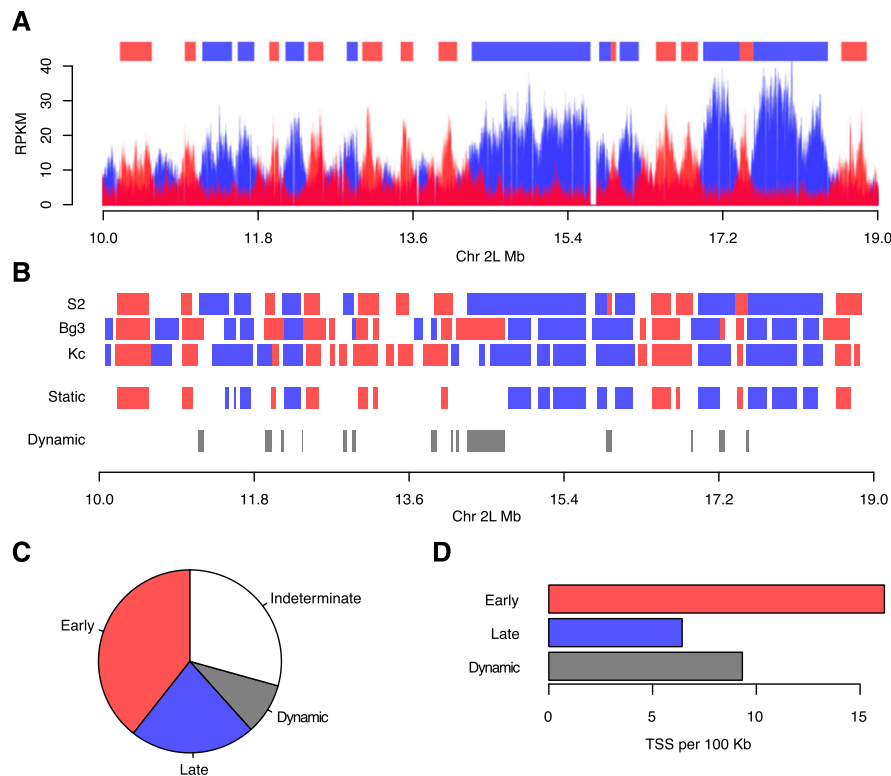 A
RPKM
40
30
20
10
0
10.0 11.8 13.6 15.4 17.2 19.0
Chr 2L Mb
B
S2
Bg3
Kc
Static
Dynamic
10.0 11.8 13.6 15.4 17.2 19.0
Chr 2L Mb
C
Indeterminate
Early
Dynamic
Late
D
Early
Late
Dynamic
0 5 10 15
TSS per 100 Kb